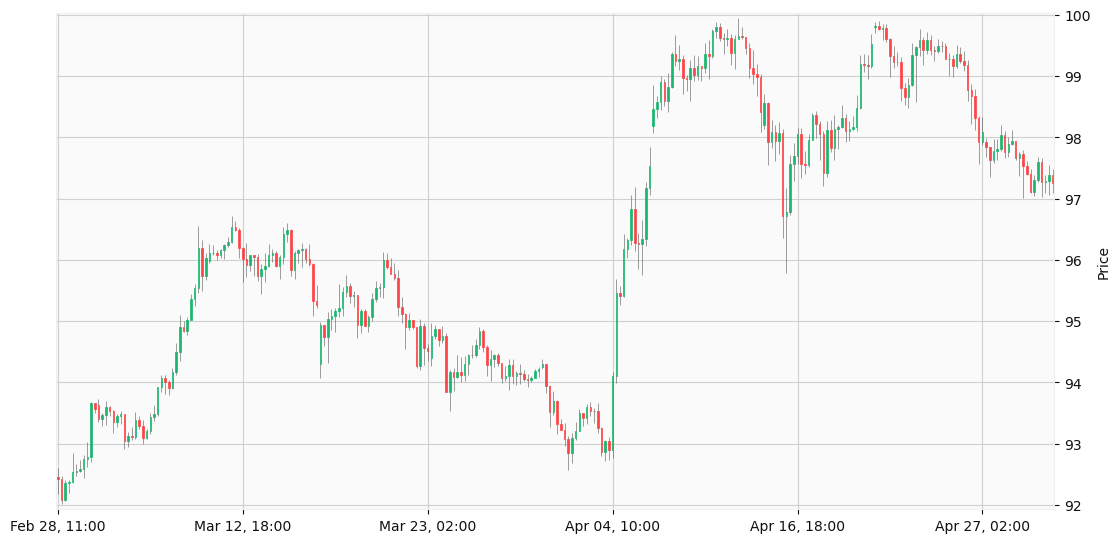 100
99
98
97
96
95
94
93
92
Price
Feb 28, 11:00
Mar 12, 18:00
Mar 23, 02:00
Apr 04, 10:00
Apr 16, 18:00
Apr 27, 02:00